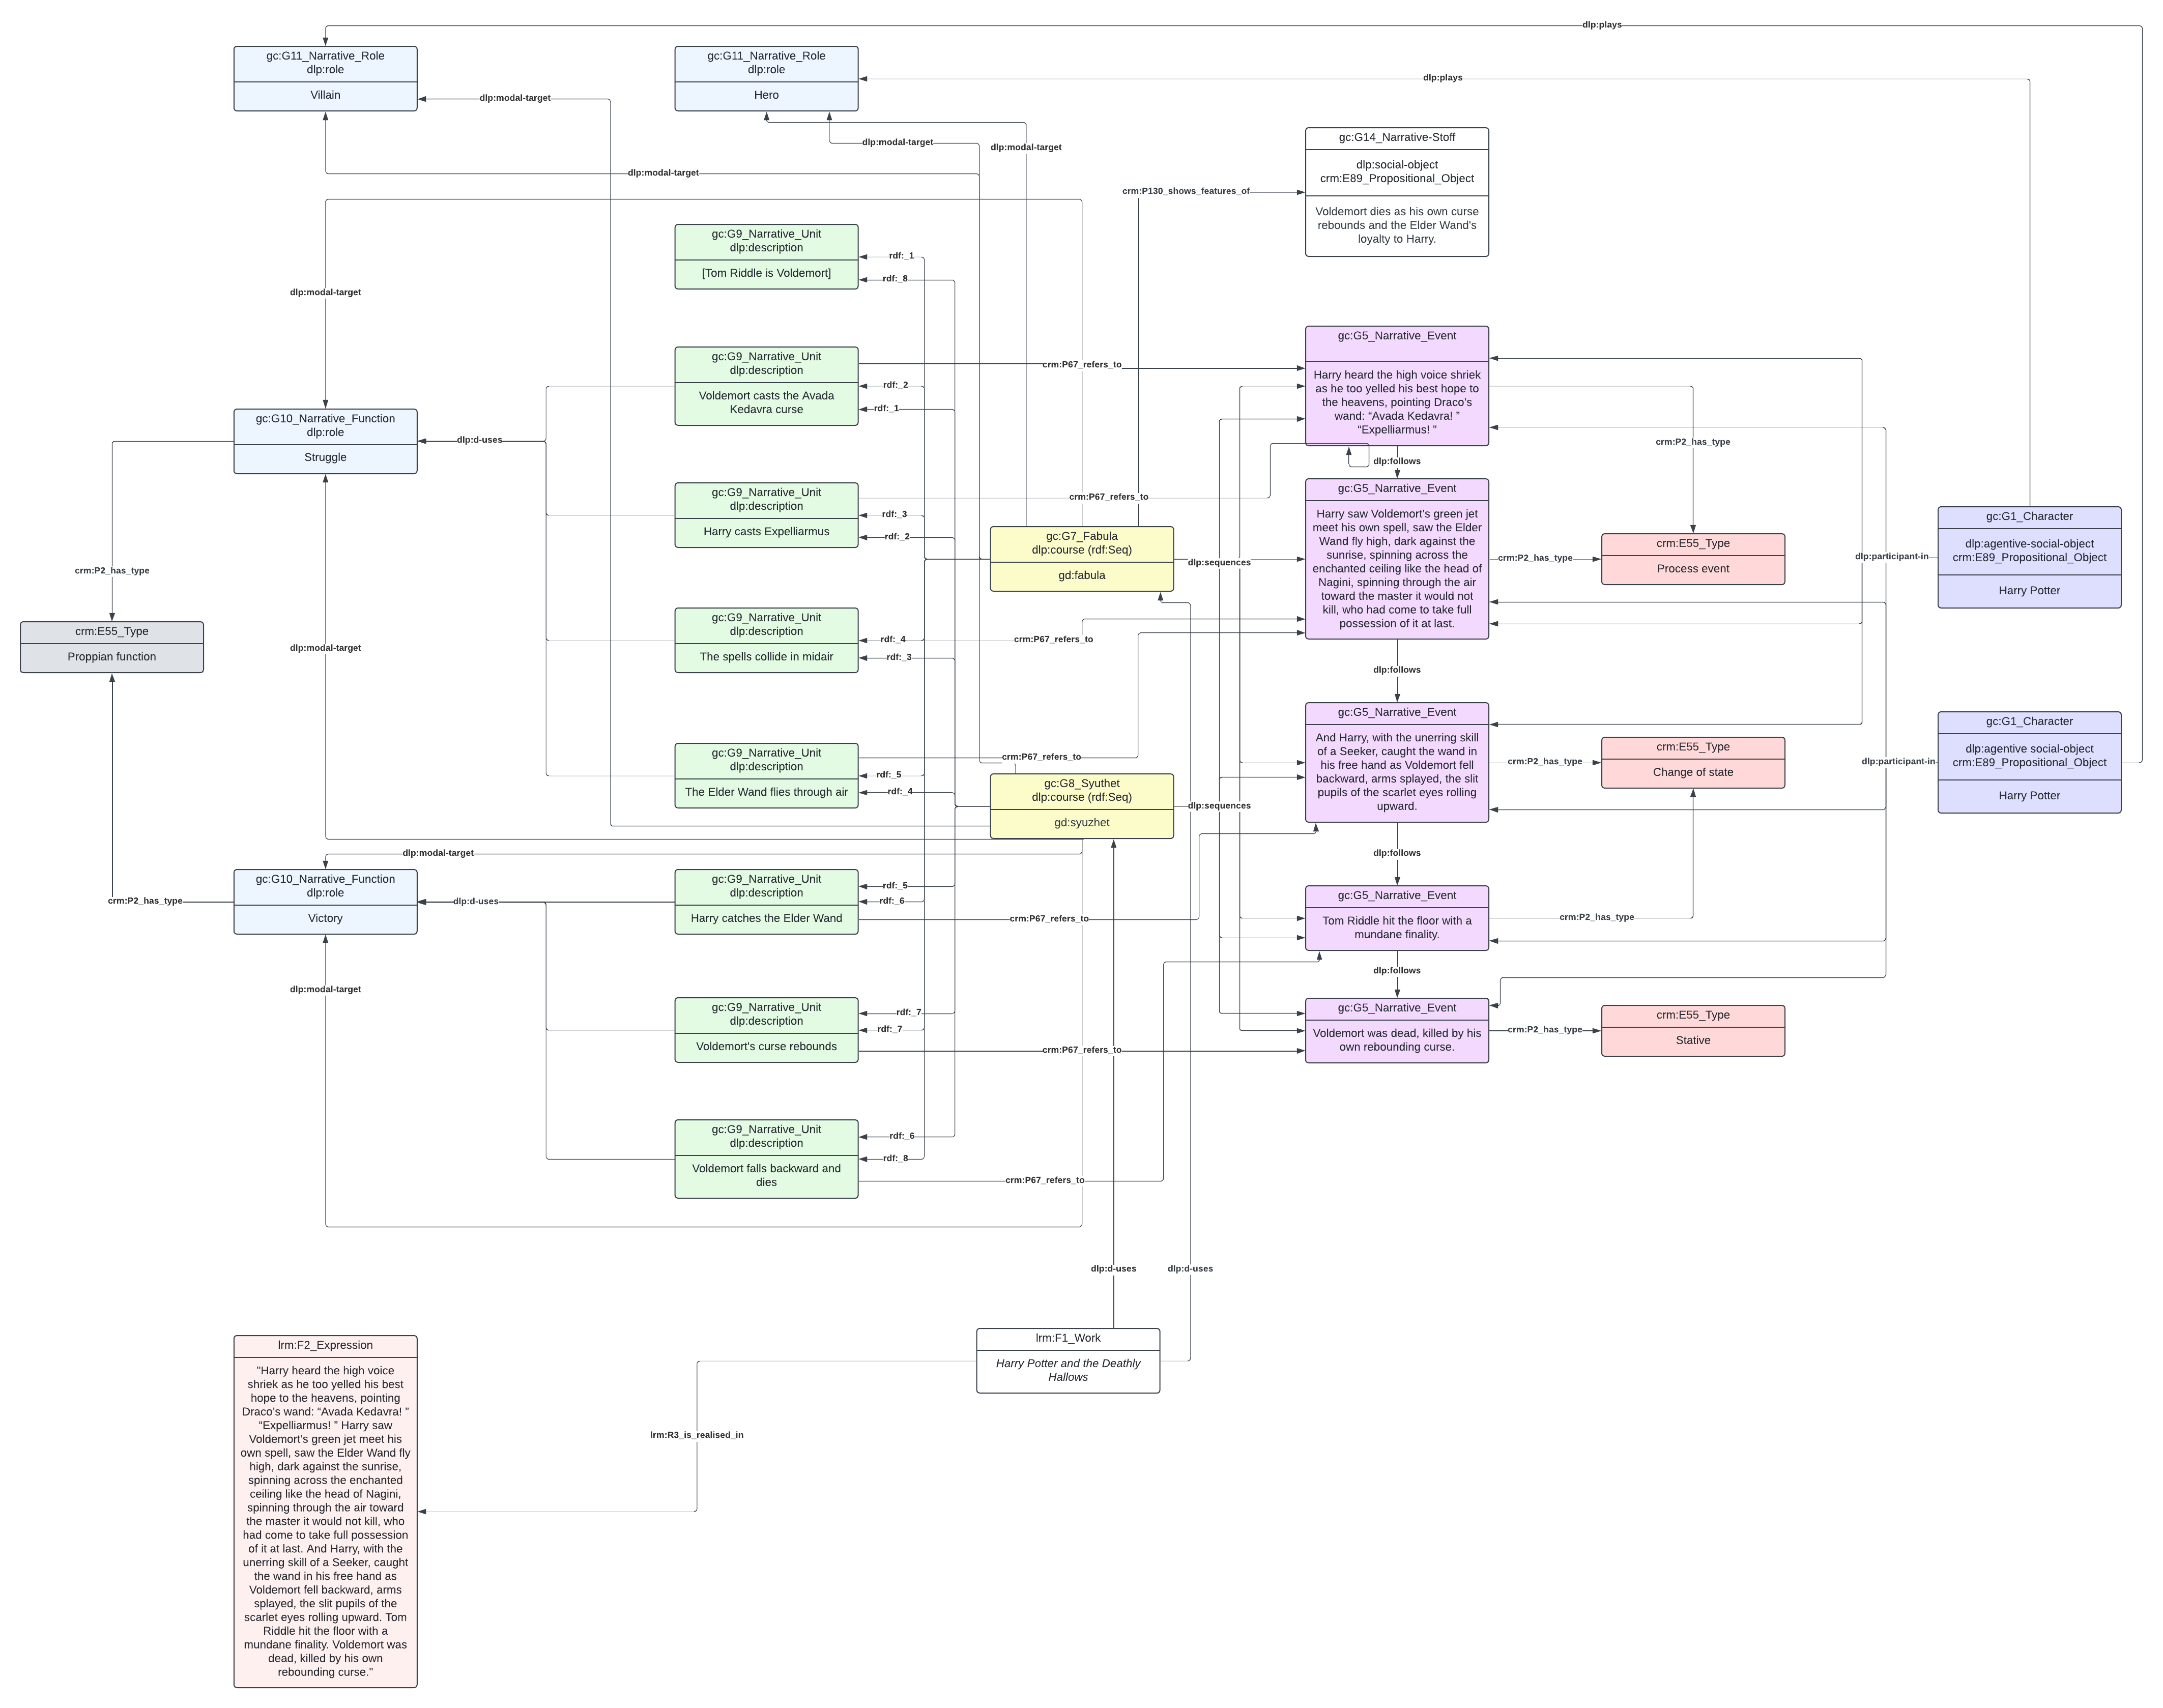 dlp:plays
gc:G11_Narrative_Role
dlp:role
Villain
gc:G11_Narrative_Role
dlp:role
Hero
dlp:plays
dlp:modal-target
dlp:modal-target
dlp:modal-target
dlp:modal-target
gc:G14_Narrative-Stoff
dlp:social-object
crm:E89_Propositional_Object
Voldemort dies as his own curse
rebounds and the Elder Wand's
loyalty to Harry.
crm:P130_shows_features_of
gc:G9_Narrative_Unit
dlp:description
[Tom Riddle is Voldemort]
rdf:_1
rdf:_8
dlp:modal-target
gc:G9_Narrative_Unit
dlp:description
Voldemort casts the Avada
Kedavra curse
rdf:_2
rdf:_1
crm:P67_refers_to
gc:G5_Narrative_Event
Harry heard the high voice shriek
as he too yelled his best hope to
the heavens, pointing Draco's
wand: “Avada Kedavra! ”
“Expelliarmus! ”
crm:P2_has_type
gc:G10_Narrative_Function
dlp:role
Struggle
dlp:d-uses
dlp:follows
gc:G9_Narrative_Unit
dlp:description
Harry casts Expelliarmus
rdf:_3
rdf:_2
crm:P67_refers_to
gc:G5_Narrative_Event
Harry saw Voldemort's green jet
meet his own spell, saw the Elder
Wand fly high, dark against the
sunrise, spinning across the
enchanted ceiling like the head of
Nagini, spinning through the air
toward the master it would not
kill, who had come to take full
possession of it at last.
gc:G7_Fabula
dlp:course (rdf:Seq)
gd:fabula
dlp:sequences
crm:P2_has_type
crm:E55_Type
Process event
dlp:participant-in
gc:G1_Character
dlp:agentive-social-object
crm:E89_Propositional_Object
Harry Potter
crm:P2_has_type
crm:E55_Type
Proppian function
dlp:modal-target
gc:G9_Narrative_Unit
dlp:description
The spells collide in midair
rdf:_4
rdf:_3
crm:P67_refers_to
dlp:follows
gc:G5_Narrative_Event
And Harry, with the unerring skill
of a Seeker, caught the wand in
his free hand as Voldemort fell
backward, arms splayed, the slit
pupils of the scarlet eyes rolling
upward.
crm:P2_has_type
crm:E55_Type
Change of state
dlp:participant-in
gc:G1_Character
dlp:agentive social-object
crm:E89_Propositional_Object
Harry Potter
gc:G9_Narrative_Unit
dlp:description
The Elder Wand flies through air
rdf:_5
rdf:_4
crm:P67_refers_to
gc:G8_Syuthet
dlp:course (rdf:Seq)
gd:syuzhet
dlp:sequences
dlp:modal-target
dlp:follows
gc:G10_Narrative_Function
dlp:role
Victory
crm:P2_has_type
dlp:d-uses
gc:G9_Narrative_Unit
dlp:description
Harry catches the Elder Wand
rdf:_5
rdf:_6
crm:P67_refers_to
gc:G5_Narrative_Event
Tom Riddle hit the floor with a
mundane finality.
crm:P2_has_type
dlp:modal-target
dlp:follows
gc:G9_Narrative_Unit
dlp:description
Voldemort's curse rebounds
rdf:_7
rdf:_7
crm:P67_refers_to
gc:G5_Narrative_Event
Voldemort was dead, killed by his
own rebounding curse.
crm:P2_has_type
crm:E55_Type
Stative
gc:G9_Narrative_Unit
dlp:description
Voldemort falls backward and
dies
rdf:_6
rdf:_8
crm:P67_refers_to
dlp:d-uses
dlp:d-uses
lrm:F1_Work
Harry Potter and the Deathly
Hallows
lrm:R3_is_realised_in
lrm:F2_Expression
"Harry heard the high voice
shriek as he too yelled his best
hope to the heavens, pointing
Draco's wand: “Avada Kedavra! ”
“Expelliarmus! ” Harry saw
Voldemort's green jet meet his
own spell, saw the Elder Wand fly
high, dark against the sunrise,
spinning across the enchanted
ceiling like the head of Nagini,
spinning through the air toward
the master it would not kill, who
had come to take full possession
of it at last. And Harry, with the
unerring skill of a Seeker, caught
the wand in his free hand as
Voldemort fell backward, arms
splayed, the slit pupils of the
scarlet eyes rolling upward. Tom
Riddle hit the floor with a
mundane finality. Voldemort was
dead, killed by his own
rebounding curse."